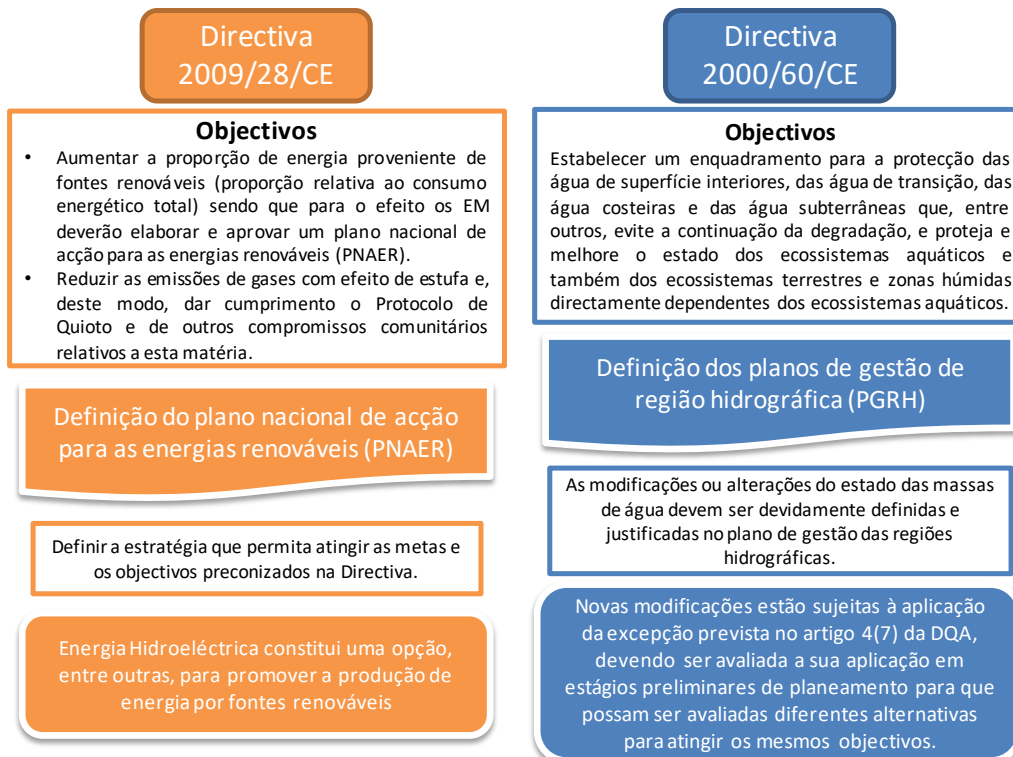 Directiva
2009/28/CE
Objectivos
• Aumentar a proporção de energia proveniente de
fontes renováveis (proporção relativa ao consumo
energético total) sendo que para o efeito os EM
deverão elaborar e aprovar um plano nacional de
acção para as energias renováveis (PNAER).
• Reduzir as emissões de gases com efeito de estufa e,
deste modo, dar cumprimento o Protocolo de
Quioto e de outros compromissos comunitários
relativos a esta matéria.
Definição do plano nacional de acção
para as energias renováveis (PNAER)
Definir a estratégia que permita atingir as metas e
os objectivos preconizados na Directiva.
Energia Hidroeléctrica constitui uma opção,
entre outras, para promover a produção de
energia por fontes renováveis
Directiva
2000/60/CE
Objectivos
Estabelecer um enquadramento para a protecção das
água de superfície interiores, das água de transição, das
água costeiras e das água subterrâneas que, entre
outros, evite a continuação da degradação, e proteja e
melhore o estado dos ecossistemas aquáticos e
também dos ecossistemas terrestres e zonas húmidas
directamente dependentes dos ecossistemas aquáticos.
Definição dos planos de gestão de
região hidrográfica (PGRH)
As modificações ou alterações do estado das massas
de água devem ser devidamente definidas e
justificadas no plano de gestão das regiões
hidrográficas.
Novas modificações estão sujeitas à aplicação
da excepção prevista no artigo 4(7) da DQA,
devendo ser avaliada a sua aplicação em
estágios preliminares de planeamento para que
possam ser avaliadas diferentes alternativas
para atingir os mesmos objectivos.